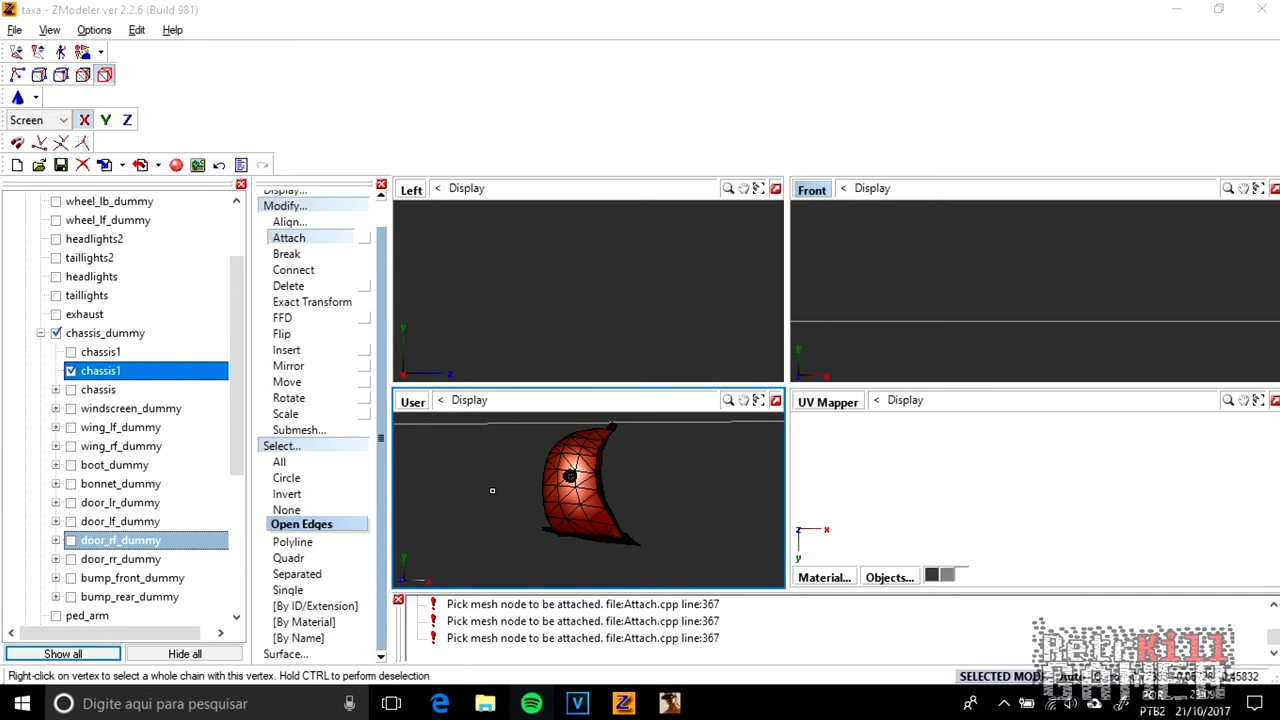 taxa - ZModeler ver 2.2.6 (Build 981)
File View Options Edit Help
Screen X Y Z
wheel_lb_dummy
wheel_lf_dummy
headlights2
taillights2
headlights
taillights
exhaust
chassis_dummy
chassis1
chassis1
chassis
windscreen_dummy
wing_lf_dummy
wing_rf_dummy
boot_dummy
bonnet_dummy
door_lr_dummy
door_lf_dummy
door_rf_dummy
door_rr_dummy
bump_front_dummy
bump_rear_dummy
ped_arm
Show all Hide all
Display...
Modify...
Align...
Attach
Break
Connect
Delete
Exact Transform
FFD
Flip
Insert
Mirror
Move
Rotate
Scale
Submesh...
Select...
All
Circle
Invert
None
Open Edges
Polyline
Quadr
Separated
Single
[By ID/Extension]
[By Material]
[By Name]
Surface...
Left < Display
y
z
Front < Display
y
x
User < Display
y
z x
UV Mapper < Display
z x
y
Material... Objects...
Pick mesh node to be attached. file:Attach.cpp line:367
Pick mesh node to be attached. file:Attach.cpp line:367
Pick mesh node to be attached. file:Attach.cpp line:367
Right-click on vertex to select a whole chain with this vertex. Hold CTRL to perform deselection
SELECTED MODE Auto
Digite aqui para pesquisar
PTB2 21/10/2017